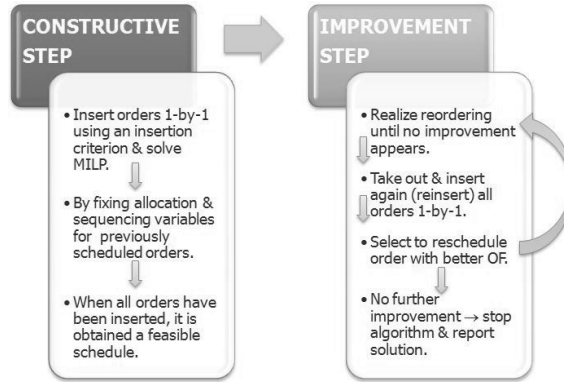 CONSTRUCTIVE
STEP
• Insert orders 1-by-1
using an insertion
criterion & solve
MILP.
• By fixing allocation &
sequencing variables
for previously
scheduled orders.
• When all orders have
been inserted, it is
obtained a feasible
schedule.
IMPROVEMENT
STEP
• Realize reordering
until no improvement
appears.
• Take out & insert
again (reinsert) all
orders 1-by-1.
• Select to reschedule
order with better OF.
• No further
improvement → stop
algorithm & report
solution.